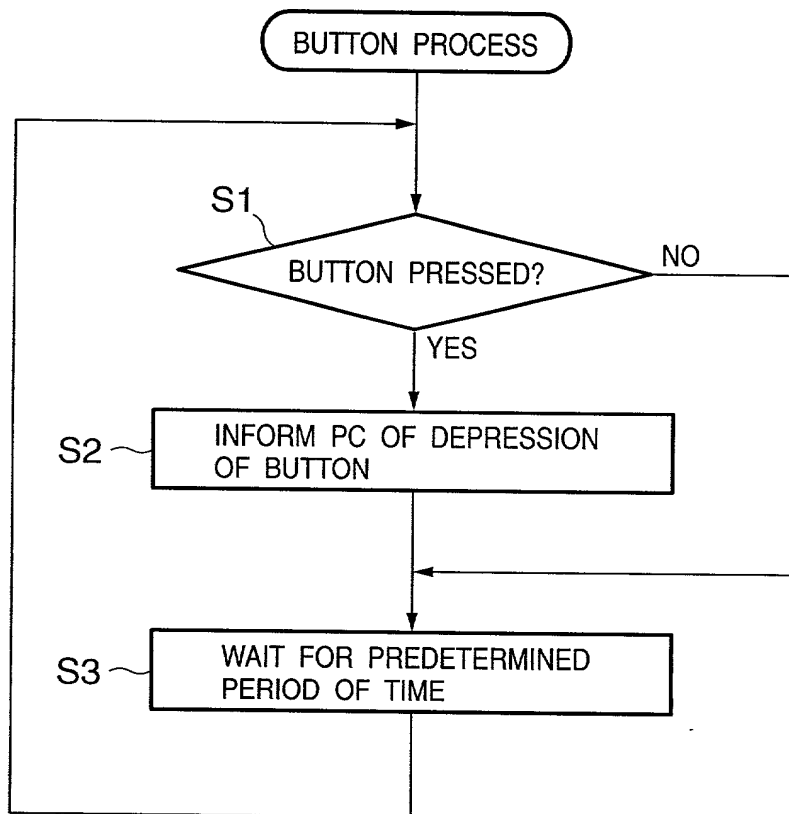 BUTTON PROCESS
S1
BUTTON PRESSED?
NO
YES
S2
INFORM PC OF DEPRESSION
OF BUTTON
S3
WAIT FOR PREDETERMINED
PERIOD OF TIME